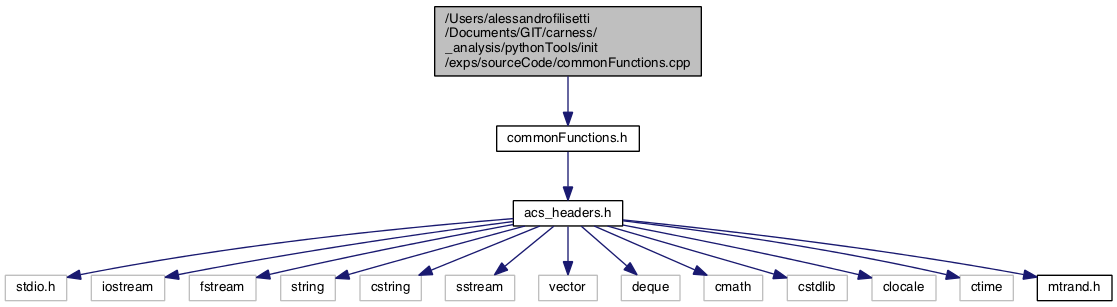 /Users/alessandrofilisetti
/Documents/GIT/carness/
_analysis/pythonTools/init
/exps/sourceCode/commonFunctions.cpp
commonFunctions.h
acs_headers.h
stdio.h
iostream
fstream
string
cstring
sstream
vector
deque
cmath
cstdlib
clocale
ctime
mtrand.h